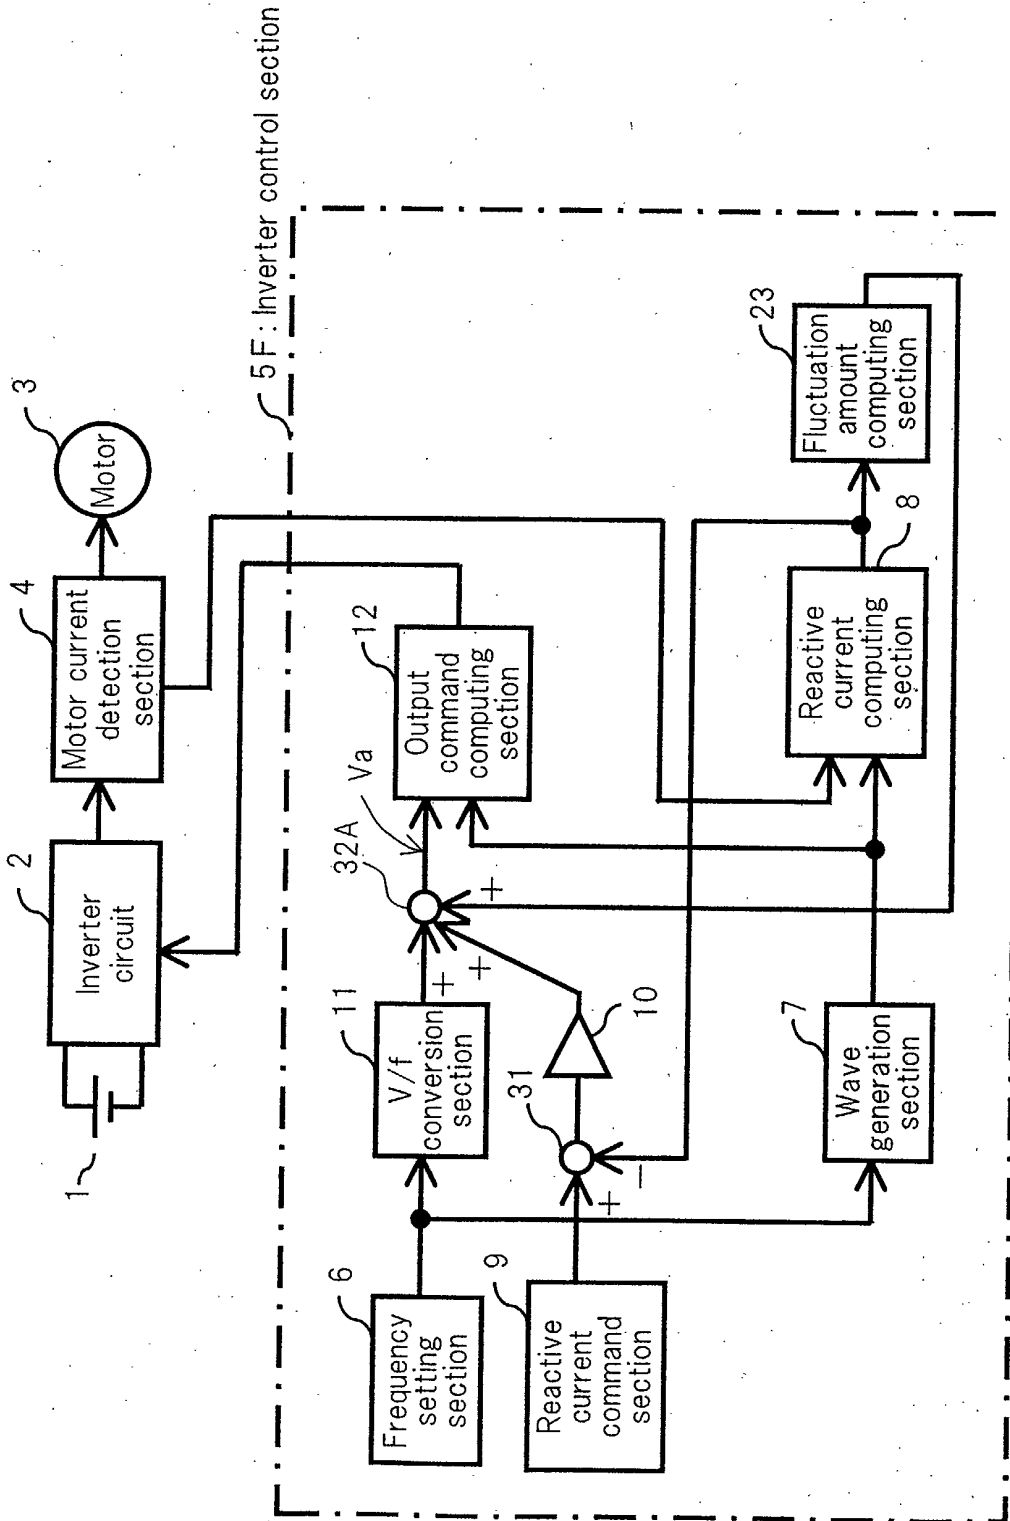 5F : Inverter control section
1
2
Inverter
circuit
4
Motor current
detection
section
3
Motor
6
Frequency
setting
section
11
V/f
conversion
section
+
32A
Va
+
+
12
Output
command
computing
section
9
Reactive
current
command
section
+
−
31
10
7
Wave
generation
section
8
Reactive
current
computing
section
23
Fluctuation
amount
computing
section